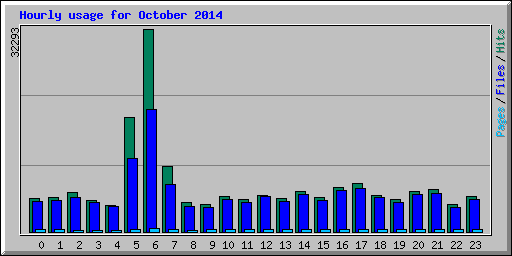 Hourly usage for October 2014
32293
Pages/Files/Hits
0 1 2 3 4 5 6 7 8 9 10 11 12 13 14 15 16 17 18 19 20 21 22 23